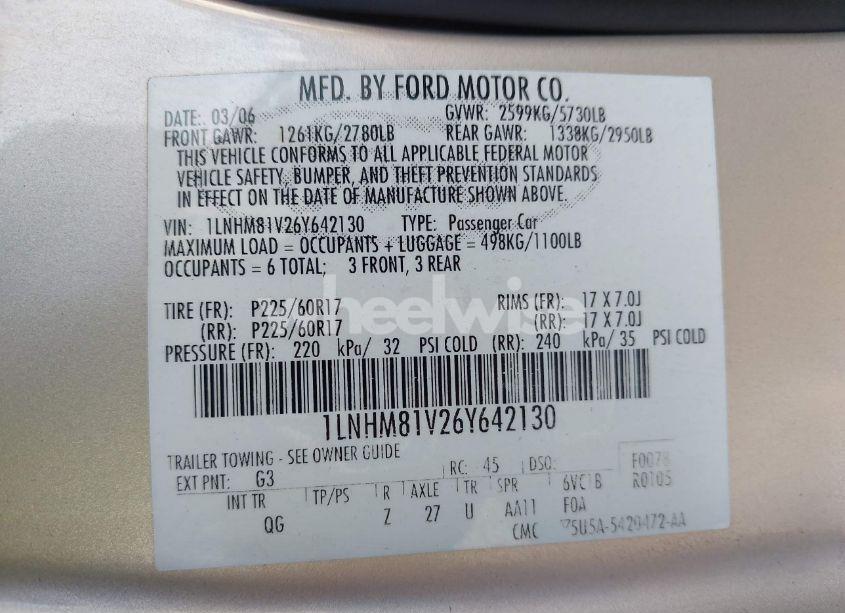 MFD. BY FORD MOTOR CO.
DATE: 03/06 GVWR: 2599KG/5730LB
FRONT GAWR: 1261KG/2780LB REAR GAWR: 1338KG/2950LB
THIS VEHICLE CONFORMS TO ALL APPLICABLE FEDERAL MOTOR
VEHICLE SAFETY, BUMPER, AND THEFT PREVENTION STANDARDS
IN EFFECT ON THE DATE OF MANUFACTURE SHOWN ABOVE.
VIN: 1LNHM81V26Y642130 TYPE: Passenger Car
MAXIMUM LOAD = OCCUPANTS + LUGGAGE = 498KG/1100LB
OCCUPANTS = 6 TOTAL; 3 FRONT, 3 REAR
TIRE (FR): P225/60R17 RIMS (FR): 17 X 7.0J
(RR): P225/60R17 (RR): 17 X 7.0J
heelwise
PRESSURE (FR): 220 kPa/ 32 PSI COLD (RR): 240 kPa/ 35 PSI COLD
1LNHM81V26Y642130
TRAILER TOWING - SEE OWNER GUIDE
EXT PNT: G3 RC: 45 DSO: F0078
R0105
INT TR TP/PS R AXLE TR SPR 6VC1B
QG Z 27 U AA11 FOA
CMC 5U5A-5420472-AA